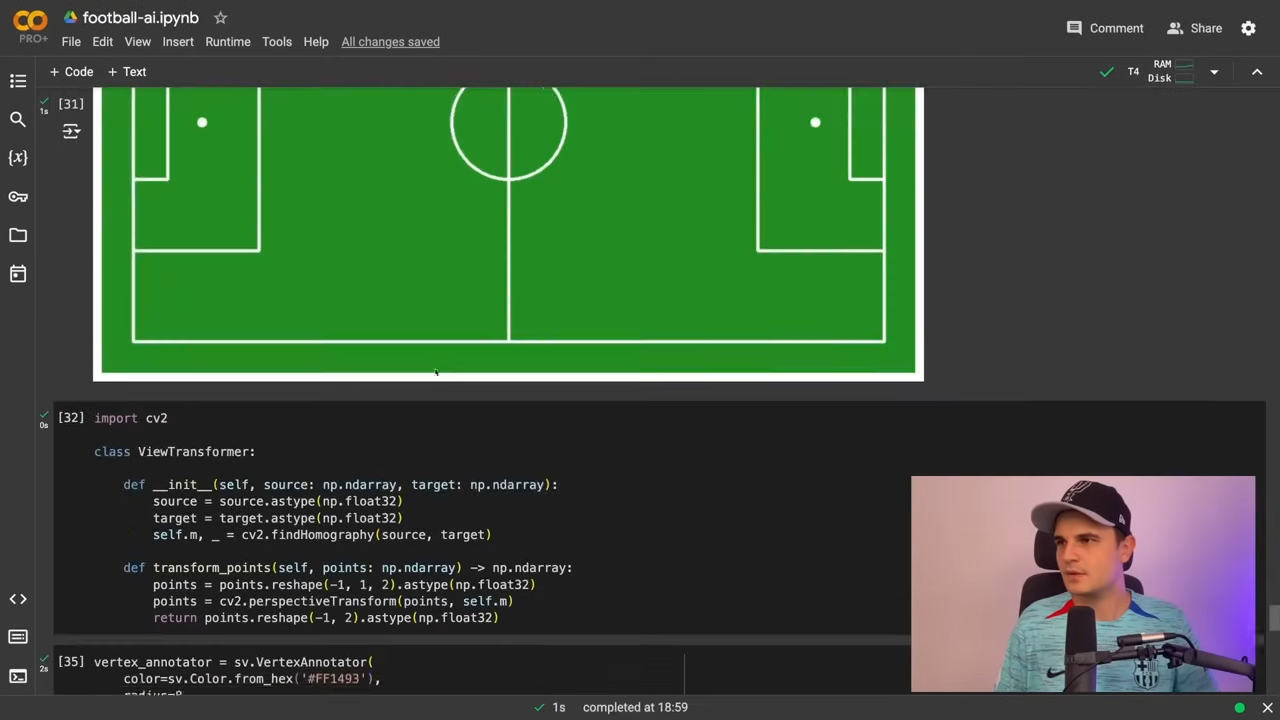 football-ai.ipynb
PRO+
File Edit View Insert Runtime Tools Help All changes saved
Comment Share
+ Code + Text
T4 RAM Disk
[31]
1s
{x}
[32] import cv2
0s
class ViewTransformer:
def __init__(self, source: np.ndarray, target: np.ndarray):
source = source.astype(np.float32)
target = target.astype(np.float32)
self.m, _ = cv2.findHomography(source, target)
def transform_points(self, points: np.ndarray) -> np.ndarray:
points = points.reshape(-1, 1, 2).astype(np.float32)
points = cv2.perspectiveTransform(points, self.m)
return points.reshape(-1, 2).astype(np.float32)
[35] vertex_annotator = sv.VertexAnnotator(
2s
color=sv.Color.from_hex('#FF1493'),
radius=8
1s completed at 18:59